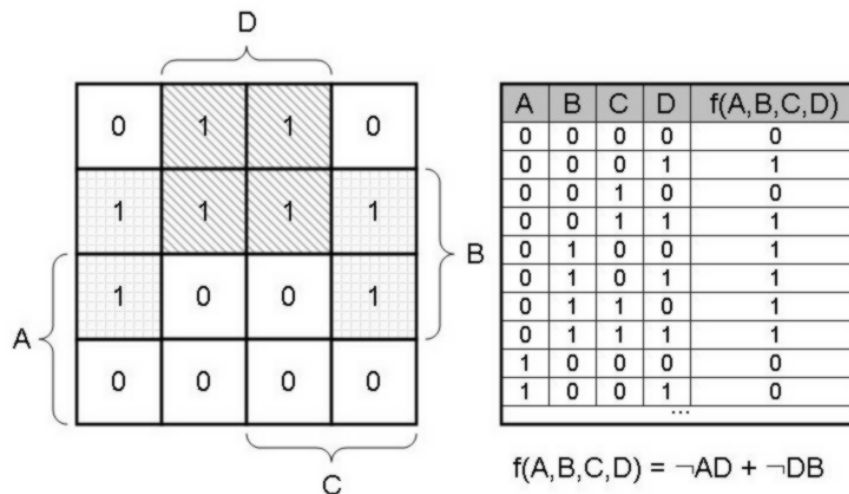 D
0 1 1 0
1 1 1 1
B
1 0 0 1
A
0 0 0 0
C
A B C D f(A,B,C,D)
0 0 0 0 0
0 0 0 1 1
0 0 1 0 0
0 0 1 1 1
0 1 0 0 1
0 1 0 1 1
0 1 1 0 1
0 1 1 1 1
1 0 0 0 0
1 0 0 1 0
...
f(A,B,C,D) = ¬AD + ¬DB